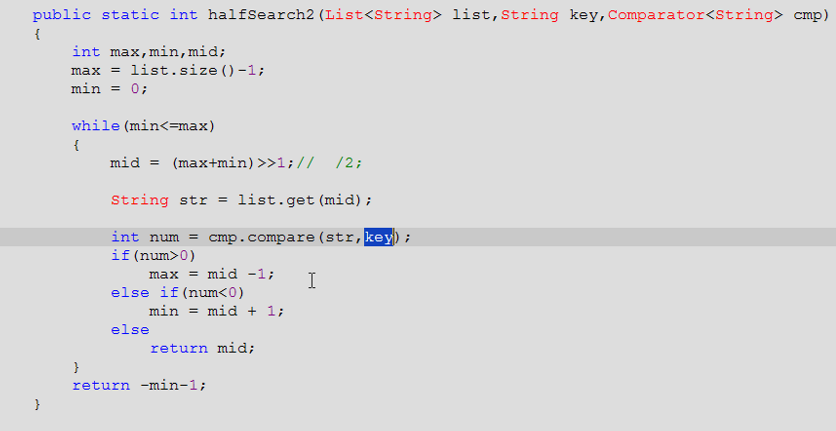 public static int halfSearch2(List<String> list,String key,Comparator<String> cmp)
{
int max,min,mid;
max = list.size()-1;
min = 0;
while(min<=max)
{
mid = (max+min)>>1;//  /2;
String str = list.get(mid);
int num = cmp.compare(str,key);
if(num>0)
max = mid -1;
else if(num<0)
min = mid + 1;
else
return mid;
}
return -min-1;
}